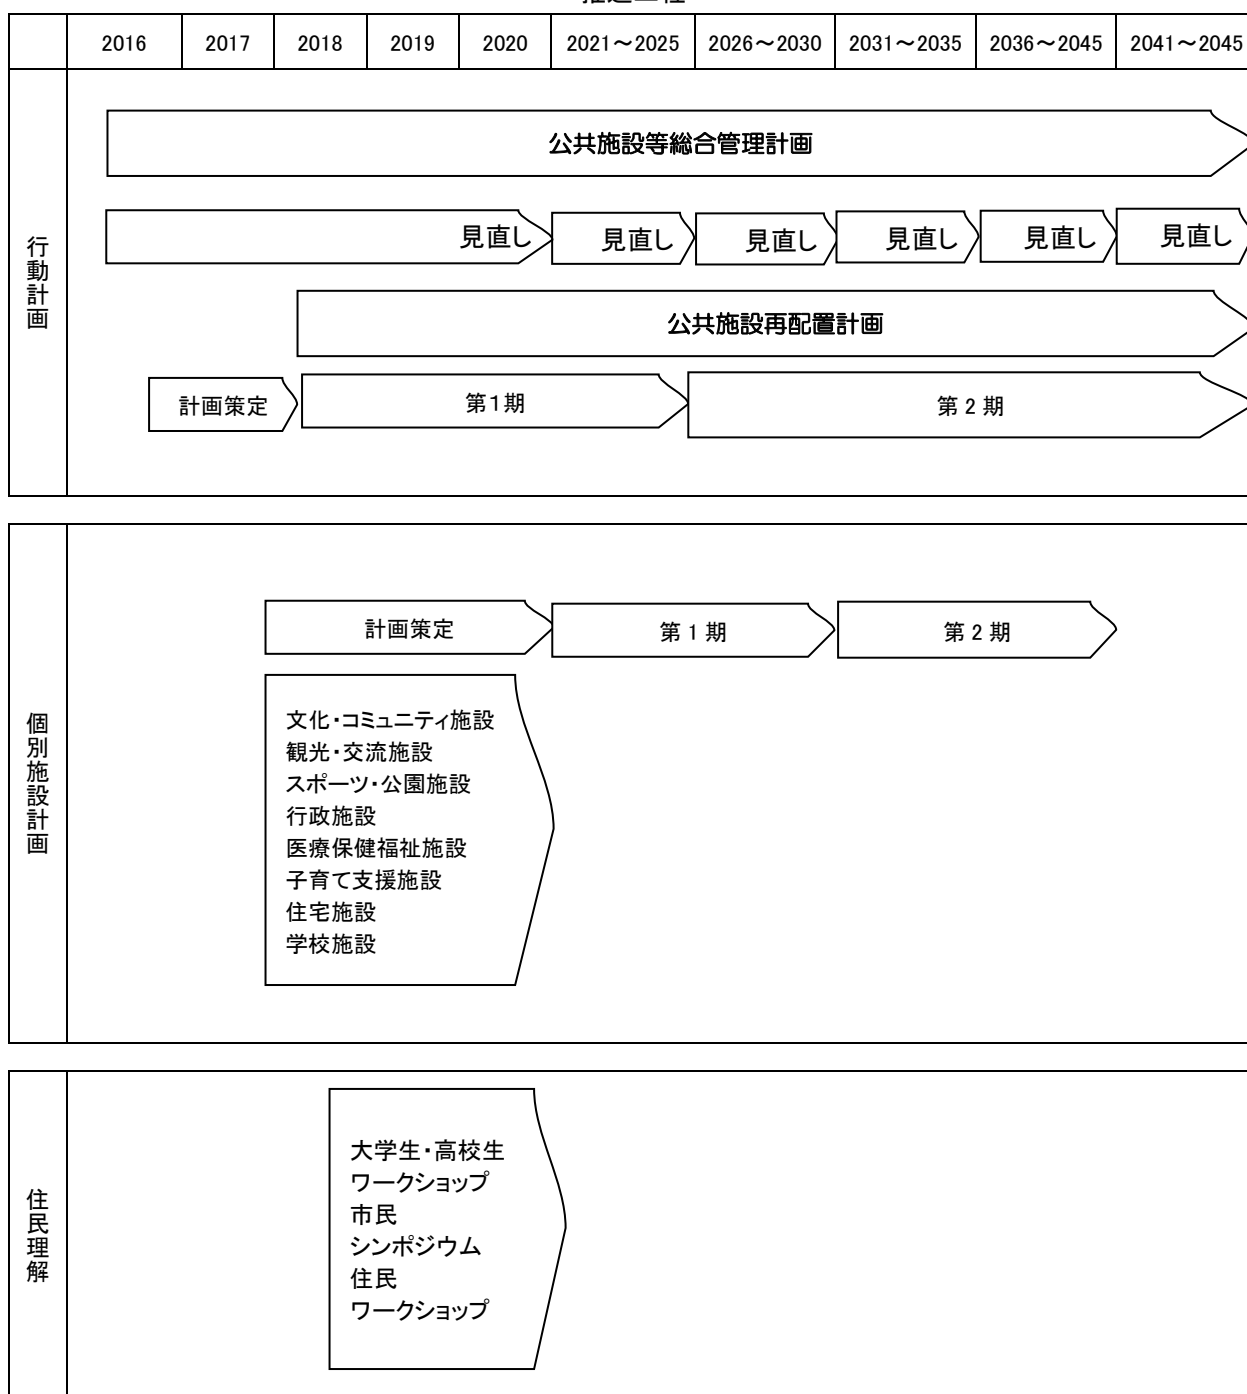 2016 2017 2018 2019 2020 2021～2025 2026～2030 2031～2035 2036～2045 2041～2045
行動計画
公共施設等総合管理計画
見直し 見直し 見直し 見直し 見直し 見直し
公共施設再配置計画
計画策定 第1期 第2期
個別施設計画
計画策定 第1期 第2期
文化・コミュニティ施設
観光・交流施設
スポーツ・公園施設
行政施設
医療保健福祉施設
子育て支援施設
住宅施設
学校施設
住民理解
大学生・高校生
ワークショップ
市民
シンポジウム
住民
ワークショップ